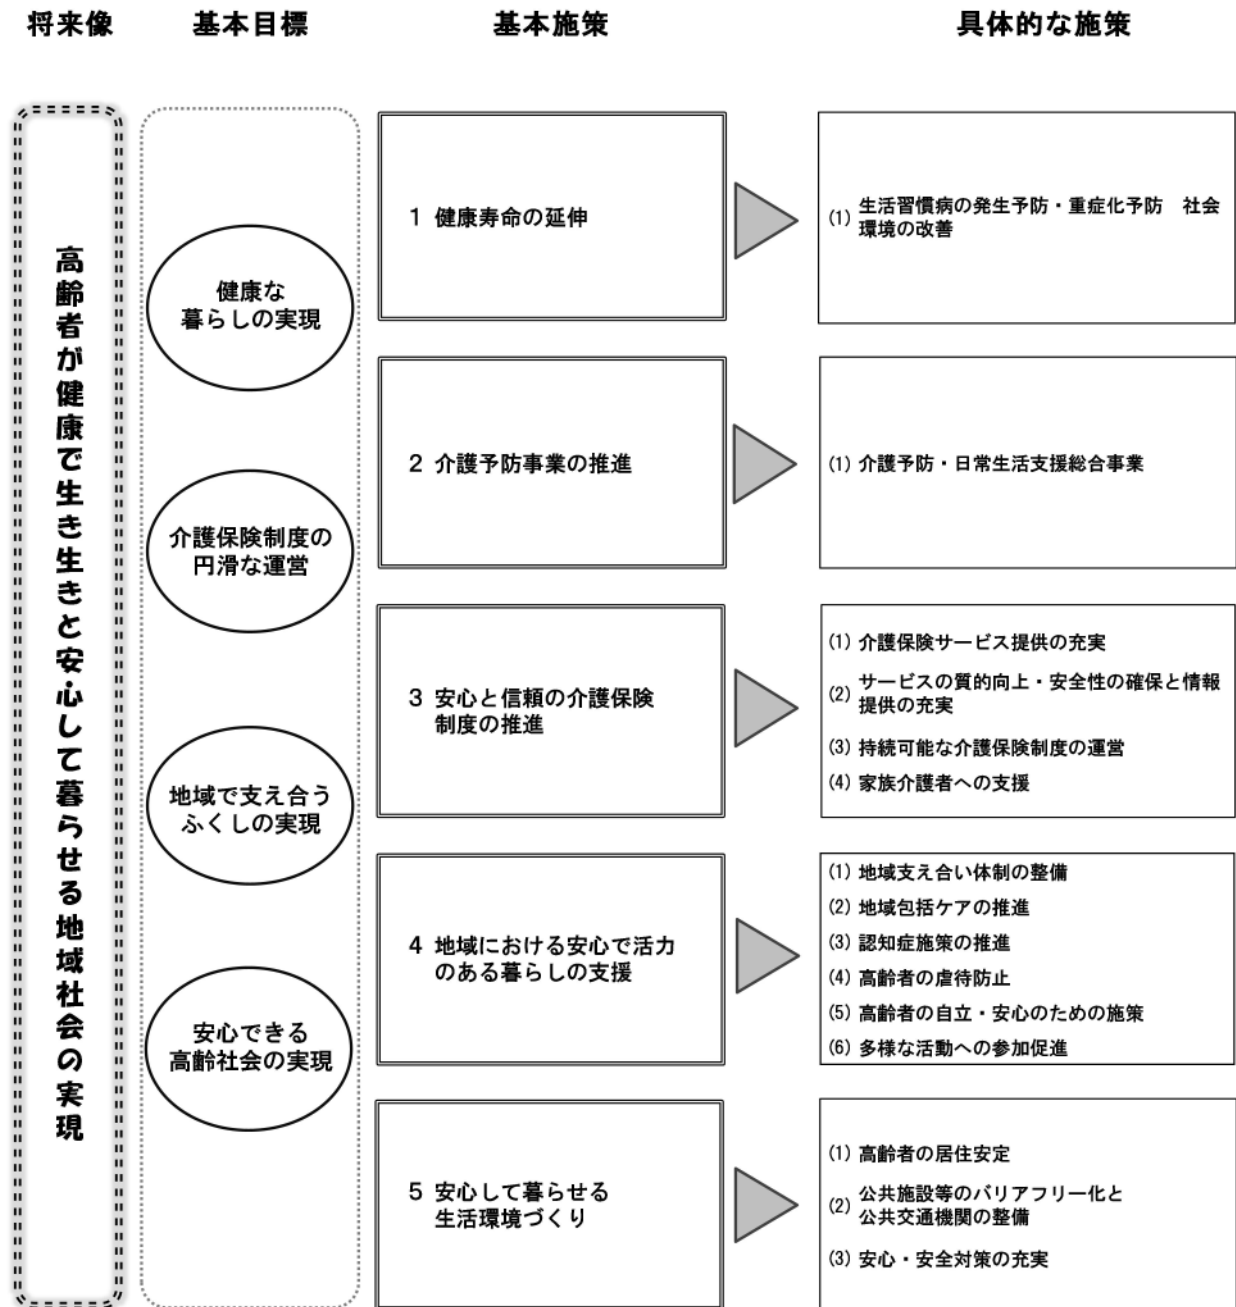 将来像
基本目標
基本施策
具体的な施策
高齢者が健康で生き生きと安心して暮らせる地域社会の実現
健康な
暮らしの実現
介護保険制度の
円滑な運営
地域で支え合う
ふくしの実現
安心できる
高齢社会の実現
1 健康寿命の延伸
(1) 生活習慣病の発生予防・重症化予防　社会
環境の改善
2 介護予防事業の推進
(1) 介護予防・日常生活支援総合事業
3 安心と信頼の介護保険
制度の推進
(1) 介護保険サービス提供の充実
(2) サービスの質的向上・安全性の確保と情報
提供の充実
(3) 持続可能な介護保険制度の運営
(4) 家族介護者への支援
4 地域における安心で活力
のある暮らしの支援
(1) 地域支え合い体制の整備
(2) 地域包括ケアの推進
(3) 認知症施策の推進
(4) 高齢者の虐待防止
(5) 高齢者の自立・安心のための施策
(6) 多様な活動への参加促進
5 安心して暮らせる
生活環境づくり
(1) 高齢者の居住安定
(2) 公共施設等のバリアフリー化と
公共交通機関の整備
(3) 安心・安全対策の充実